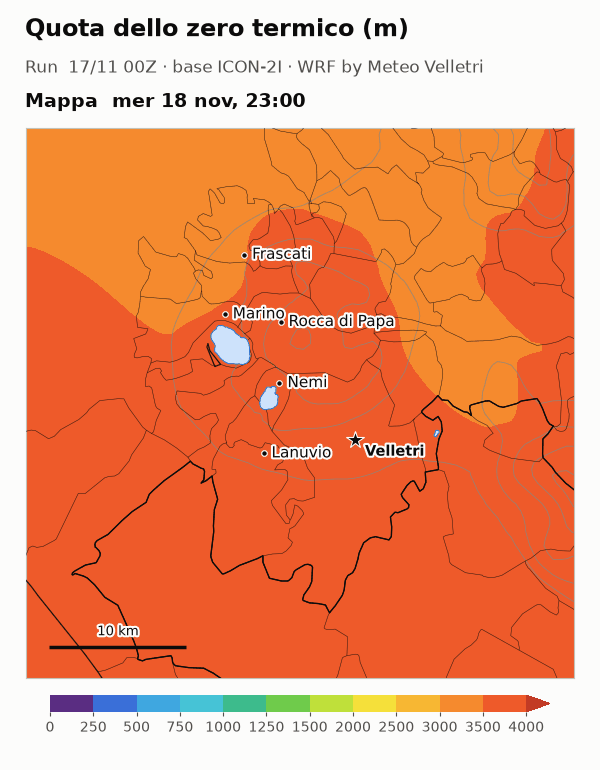 Quota dello zero termico (m)
Run  17/11 00Z · base ICON-2I · WRF by Meteo Velletri
Mappa  mer 18 nov, 23:00
Frascati
Marino
Rocca di Papa
Nemi
Velletri
Lanuvio
10 km
0 250 500 750 1000 1250 1500 2000 2500 3000 3500 4000